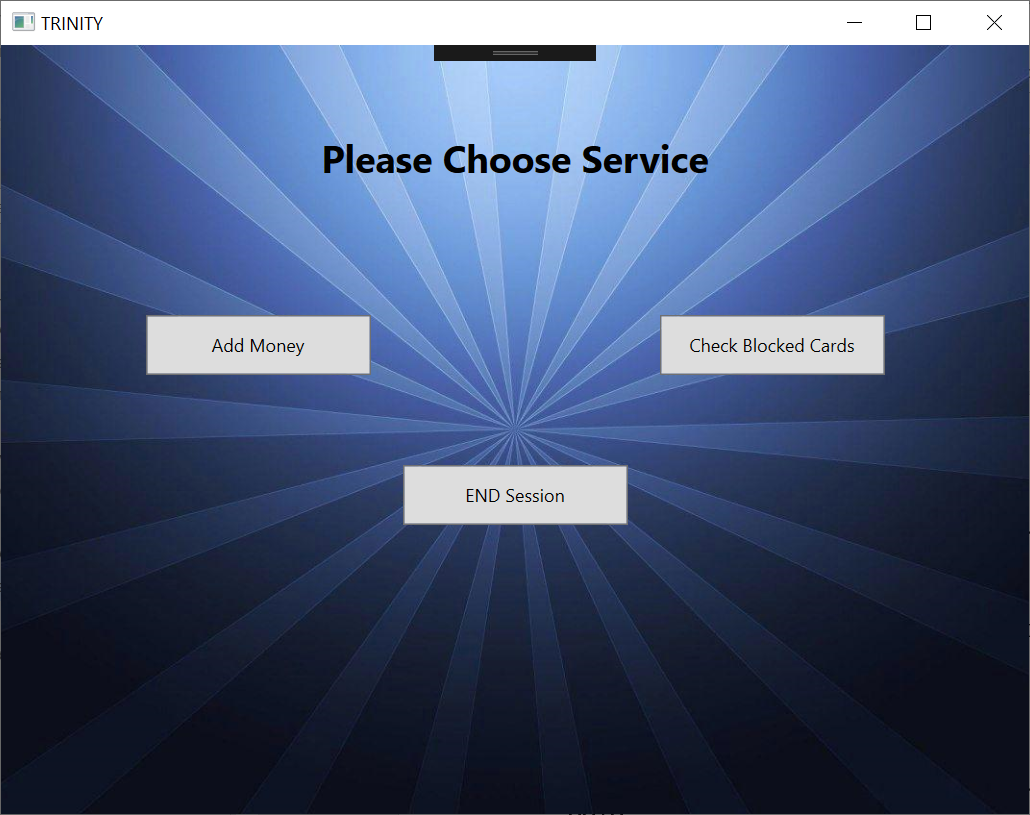 TRINITY
Please Choose Service
Add Money
Check Blocked Cards
END Session